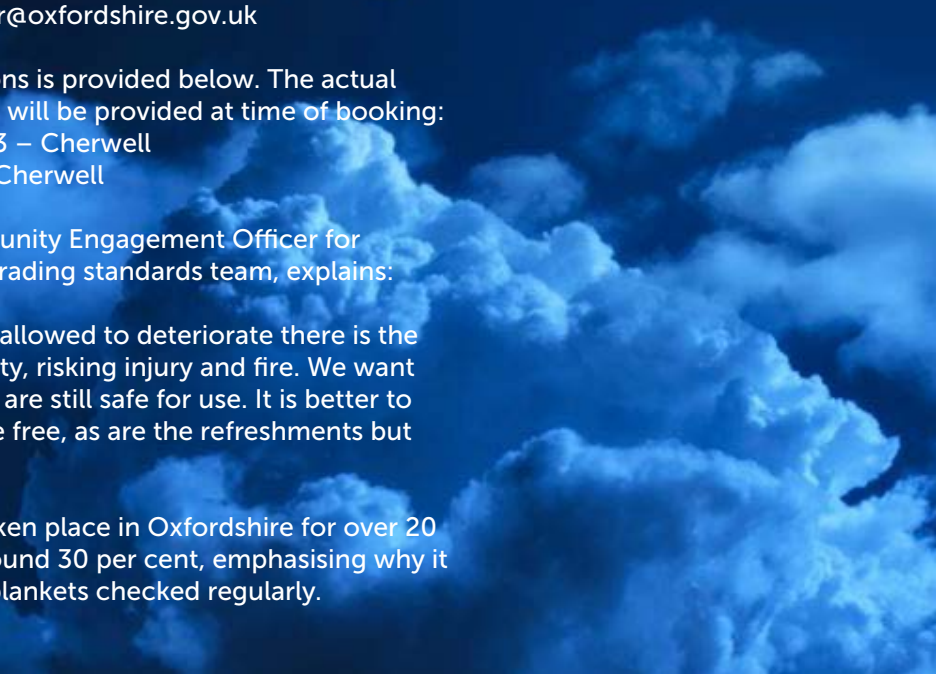 r@oxfordshire.gov.uk
ns is provided below. The actual
will be provided at time of booking:
3 – Cherwell
Cherwell
unity Engagement Officer for
rading standards team, explains:
allowed to deteriorate there is the
ty, risking injury and fire. We want
are still safe for use. It is better to
e free, as are the refreshments but
ken place in Oxfordshire for over 20
ound 30 per cent, emphasising why it
lankets checked regularly.